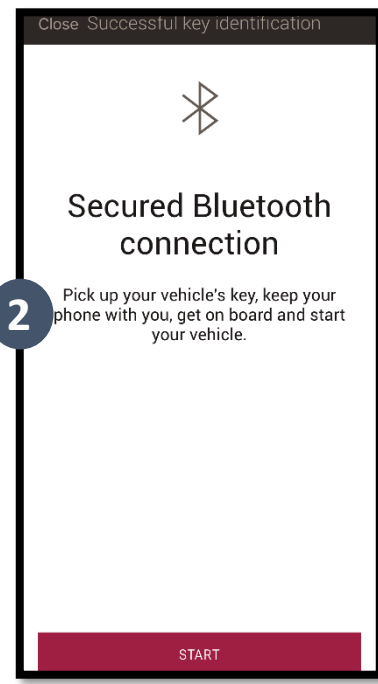 Close Successful key identification
Secured Bluetooth
connection
2
Pick up your vehicle's key, keep your
phone with you, get on board and start
your vehicle.
START